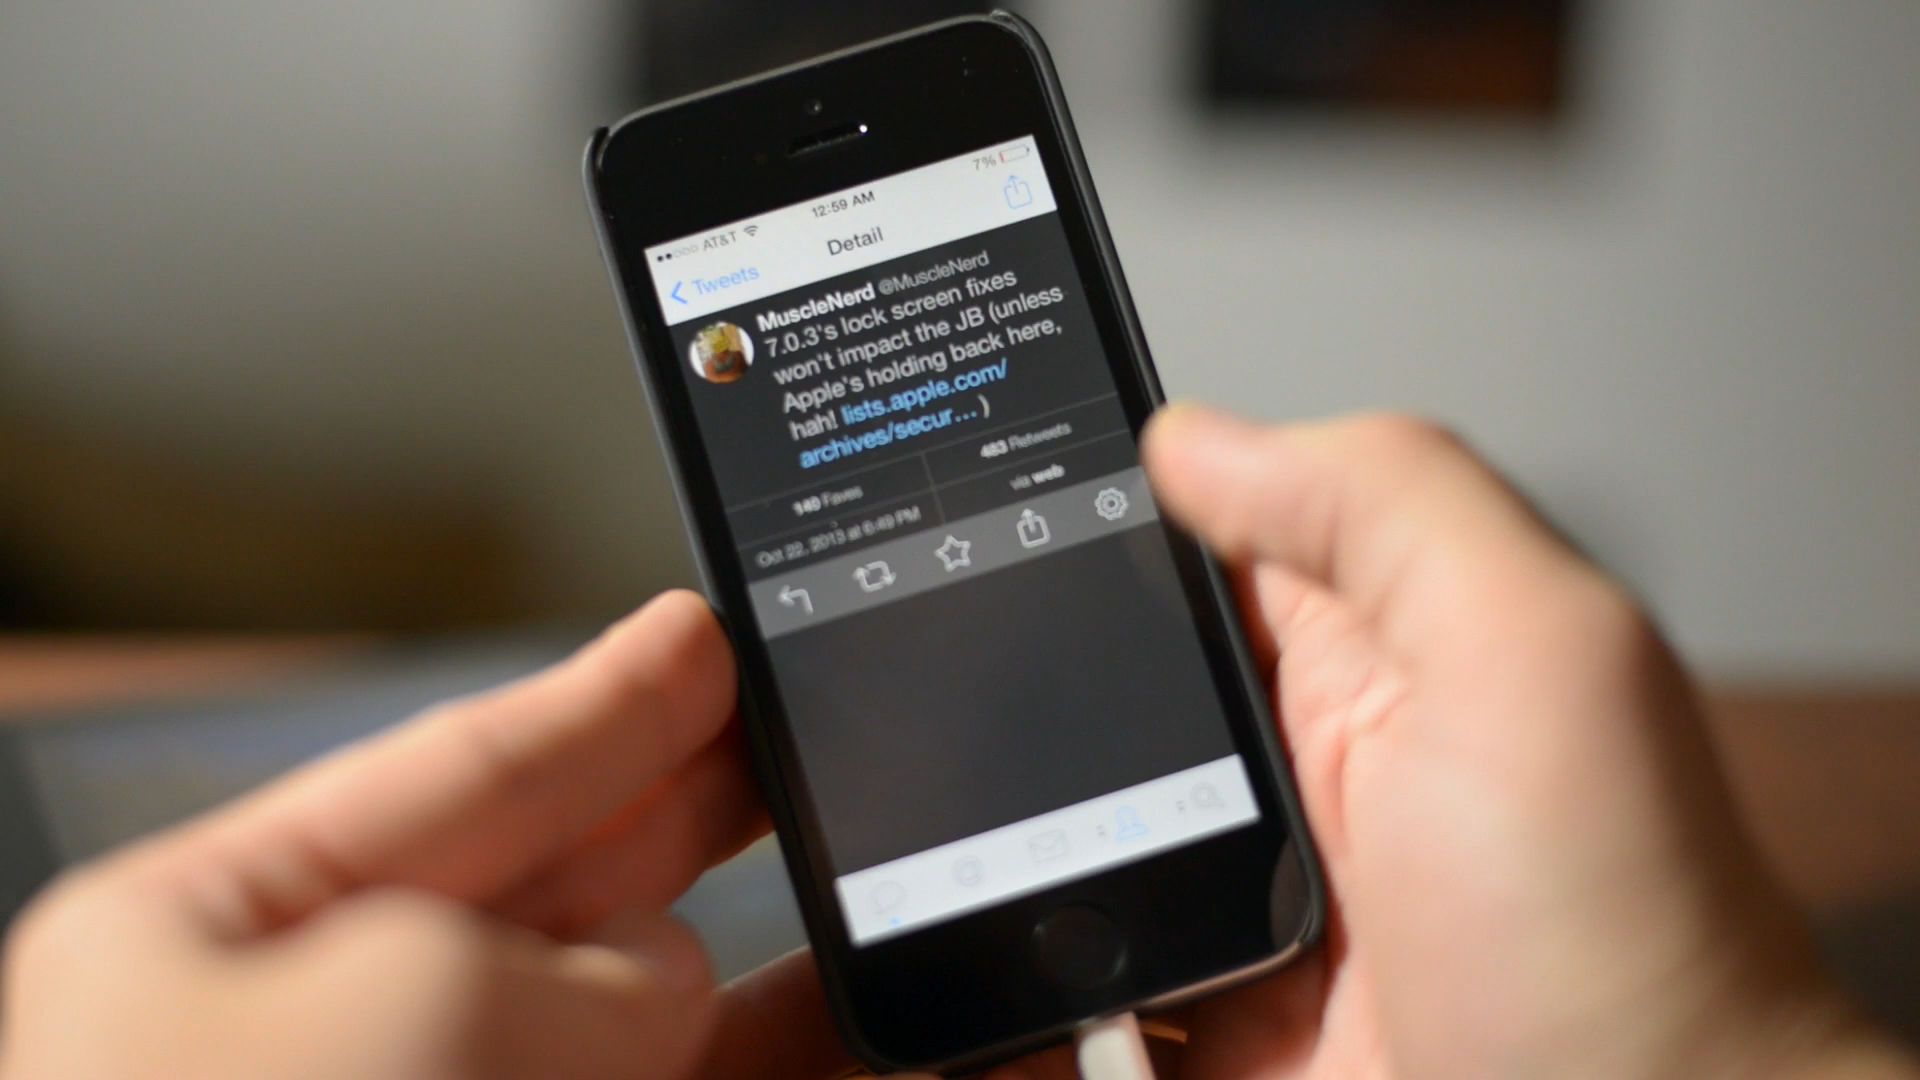 7%
●●○○○ AT&T 12:59 AM
Tweets Detail
MuscleNerd @MuscleNerd
7.0.3's lock screen fixes
won't impact the JB (unless
Apple's holding back here,
hah! lists.apple.com/
archives/secur...)
140 Faves 483 Retweets
Oct 22, 2013 at 6:49 PM via web